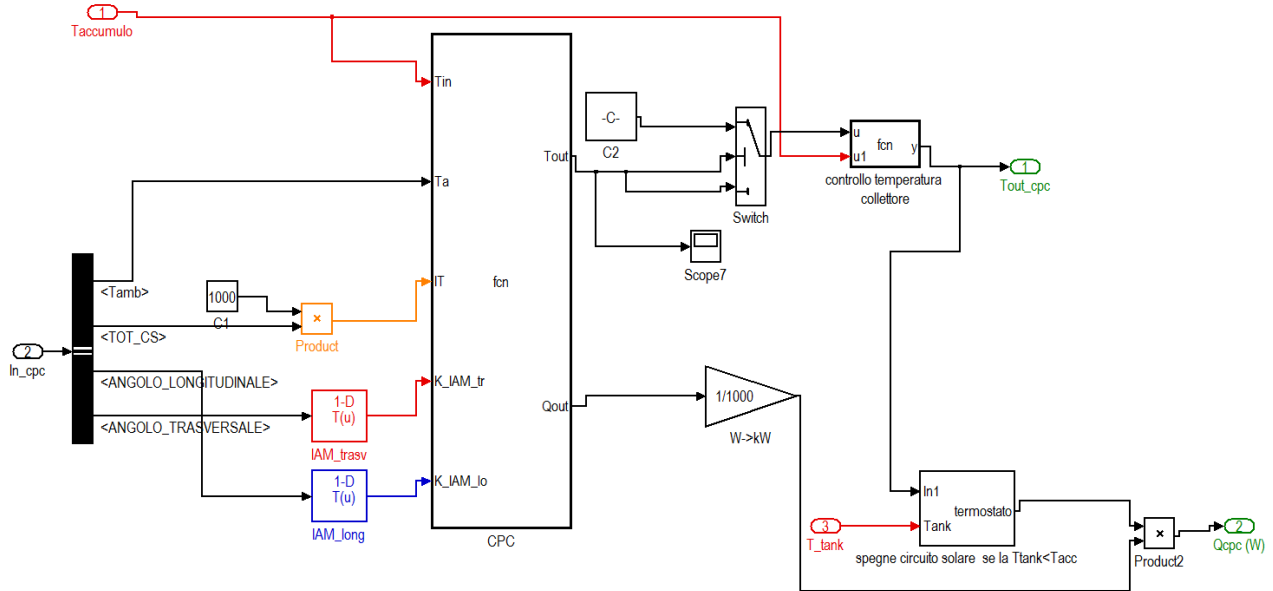 1
Taccumulo
Tin
-C-
C2
Tout
u
fcn
u1
y
1
Tout_cpc
controllo temperatura
collettore
Ta
Switch
Scope7
IT
fcn
<Tamb>
1000
C1
×
Product
<TOT_CS>
2
In_cpc
<ANGOLO_LONGITUDINALE>
K_IAM_tr
1-D
T(u)
IAM_trasv
<ANGOLO_TRASVERSALE>
Qout
1/1000
W->kW
K_IAM_lo
1-D
T(u)
IAM_long
CPC
In1
termostato
Tank
3
T_tank
spegne circuito solare se la Ttank<Tacc
×
Product2
2
Qcpc (W)